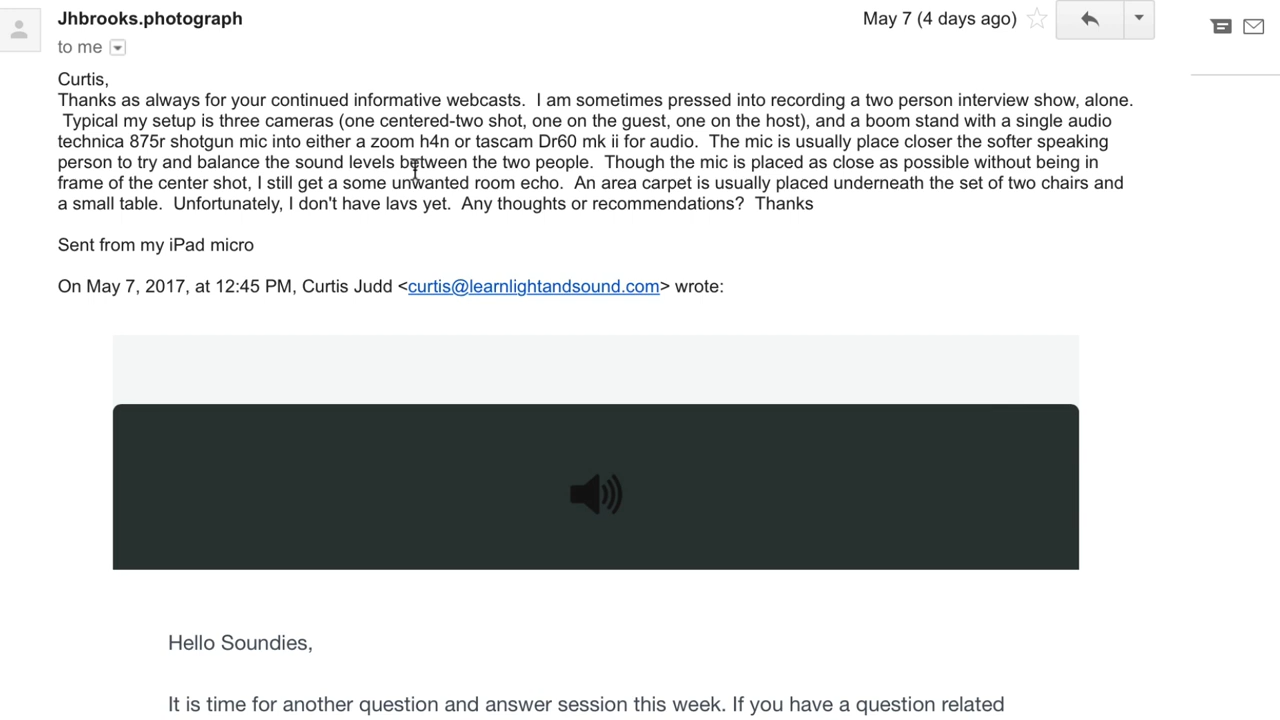 Jhbrooks.photograph
May 7 (4 days ago)
to me
Curtis,
Thanks as always for your continued informative webcasts.  I am sometimes pressed into recording a two person interview show, alone.
Typical my setup is three cameras (one centered-two shot, one on the guest, one on the host), and a boom stand with a single audio
technica 875r shotgun mic into either a zoom h4n or tascam Dr60 mk ii for audio.  The mic is usually place closer the softer speaking
person to try and balance the sound levels between the two people.  Though the mic is placed as close as possible without being in
frame of the center shot, I still get a some unwanted room echo.  An area carpet is usually placed underneath the set of two chairs and
a small table.  Unfortunately, I don't have lavs yet.  Any thoughts or recommendations?  Thanks
Sent from my iPad micro
On May 7, 2017, at 12:45 PM, Curtis Judd <curtis@learnlightandsound.com> wrote:
Hello Soundies,
It is time for another question and answer session this week. If you have a question related